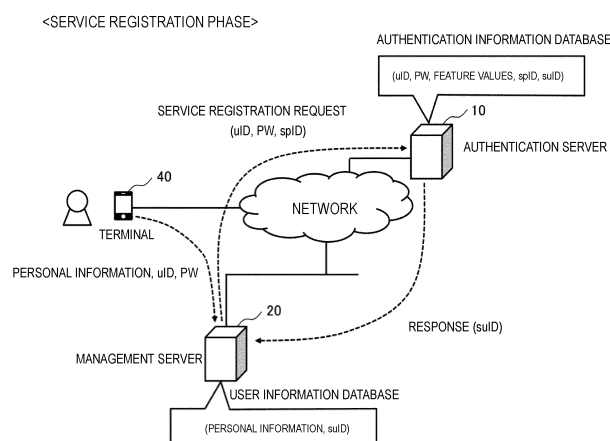 <SERVICE REGISTRATION PHASE>
AUTHENTICATION INFORMATION DATABASE
(uID, PW, FEATURE VALUES, spID, suID)
SERVICE REGISTRATION REQUEST
(uID, PW, spID)
10
AUTHENTICATION SERVER
40
NETWORK
TERMINAL
PERSONAL INFORMATION, uID, PW
20
RESPONSE (suID)
MANAGEMENT SERVER
USER INFORMATION DATABASE
(PERSONAL INFORMATION, suID)